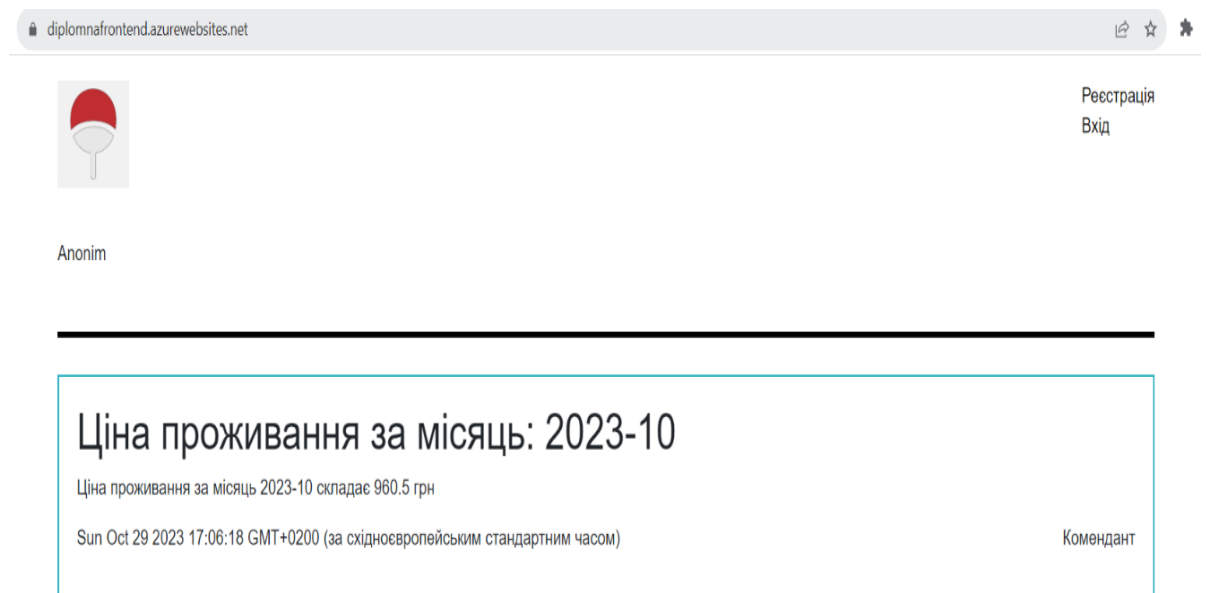 diplomnafrontend.azurewebsites.net
Реєстрація
Вхід
Anonim
Ціна проживання за місяць: 2023-10
Ціна проживання за місяць 2023-10 складає 960.5 грн
Sun Oct 29 2023 17:06:18 GMT+0200 (за східноєвропейським стандартним часом)
Комендант